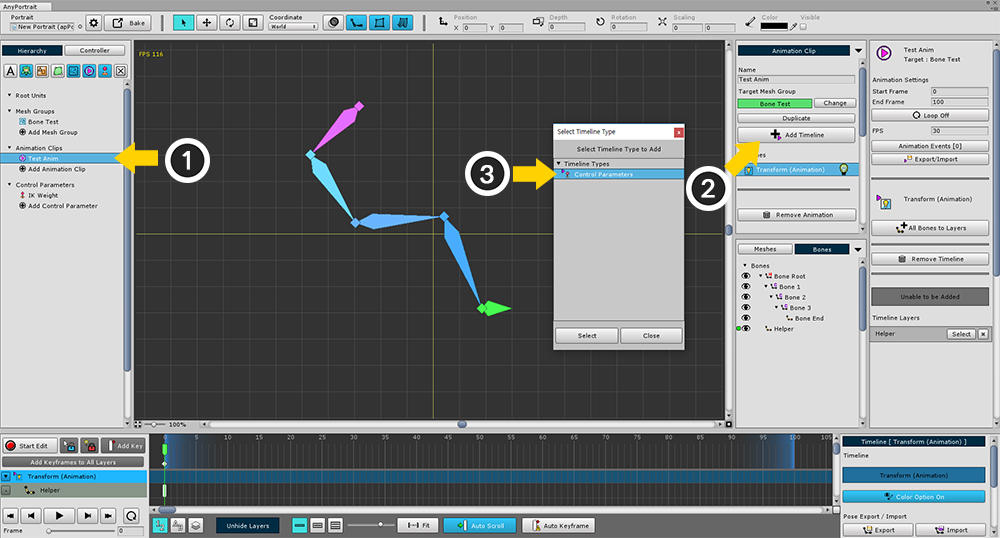 AnyPortrait
Portrait
New Portrait (apPo
Bake
Coordinate
World
Position
X 0 Y 0
Depth
0
Rotation
0
Scaling
0 0
Color
Visible
Hierarchy
Controller
Root Units
Mesh Groups
Bone Test
Add Mesh Group
Animation Clips
Test Anim
Add Animation Clip
Control Parameters
IK Weight
Add Control Parameter
1
FPS 116
100%
Select Timeline Type
x
Select Timeline Type to Add
Timeline Types
Control Parameters
Select
Close
3
2
Animation Clip
Name
Test Anim
Target Mesh Group
Bone Test
Change
Duplicate
Add Timeline
Transform (Animation)
Remove Animation
Meshes
Bones
Bones
Bone Root
Bone 1
Bone 2
Bone 3
Bone End
Helper
Test Anim
Target : Bone Test
Animation Settings
Start Frame 0
End Frame 100
Loop Off
FPS 30
Animation Events [0]
Export/Import
Transform (Animation)
All Bones to Layers
Remove Timeline
Unable to be Added
Timeline Layers
Helper
Select
x
Start Edit
Add Key
Add Keyframes to All Layers
Transform (Animation)
Helper
Frame 0
0 5 10 15 20 25 30 35 40 45 50 55 60 65 70 75 80 85 90 95 100 105
Unhide Layers
Fit
Auto Scroll
Auto Keyframe
Timeline [ Transform (Animation) ]
Timeline
Transform (Animation)
Color Option On
Pose Export / Import
Export
Import